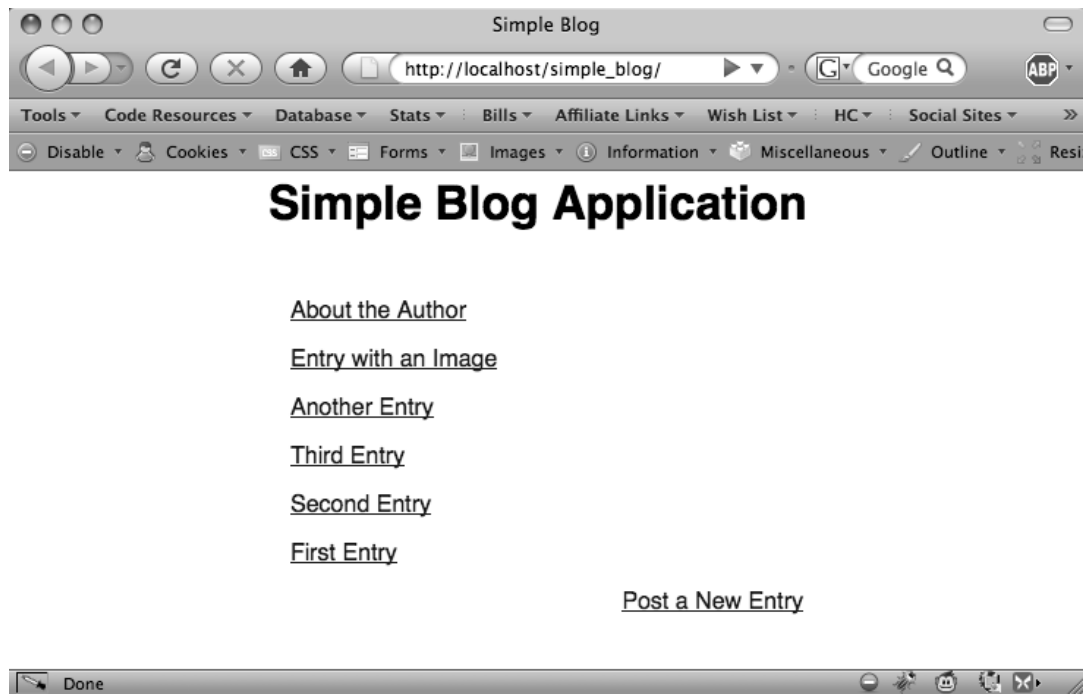 Simple Blog
http://localhost/simple_blog/ G Google ABP
Tools Code Resources Database Stats Bills Affiliate Links Wish List HC Social Sites »
Disable Cookies CSS CSS Forms Images Information Miscellaneous Outline Resi
Simple Blog Application
About the Author
Entry with an Image
Another Entry
Third Entry
Second Entry
First Entry
Post a New Entry
Done